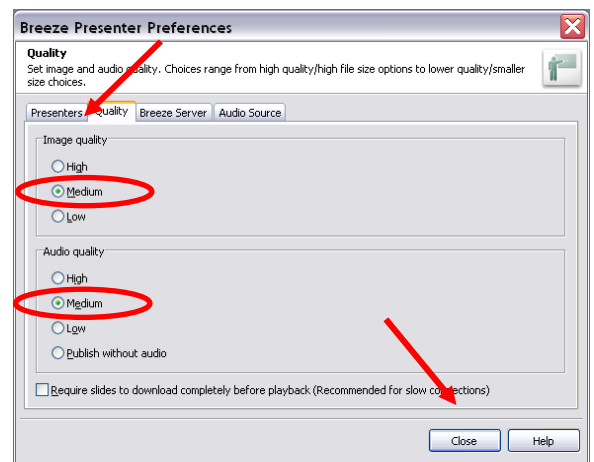 Breeze Presenter Preferences
Quality
Set image and audio quality. Choices range from high quality/high file size options to lower quality/smaller
size choices.
Presenters Quality Breeze Server Audio Source
Image quality
High
Medium
Low
Audio quality
High
Medium
Low
Publish without audio
Require slides to download completely before playback (Recommended for slow connections)
Close Help